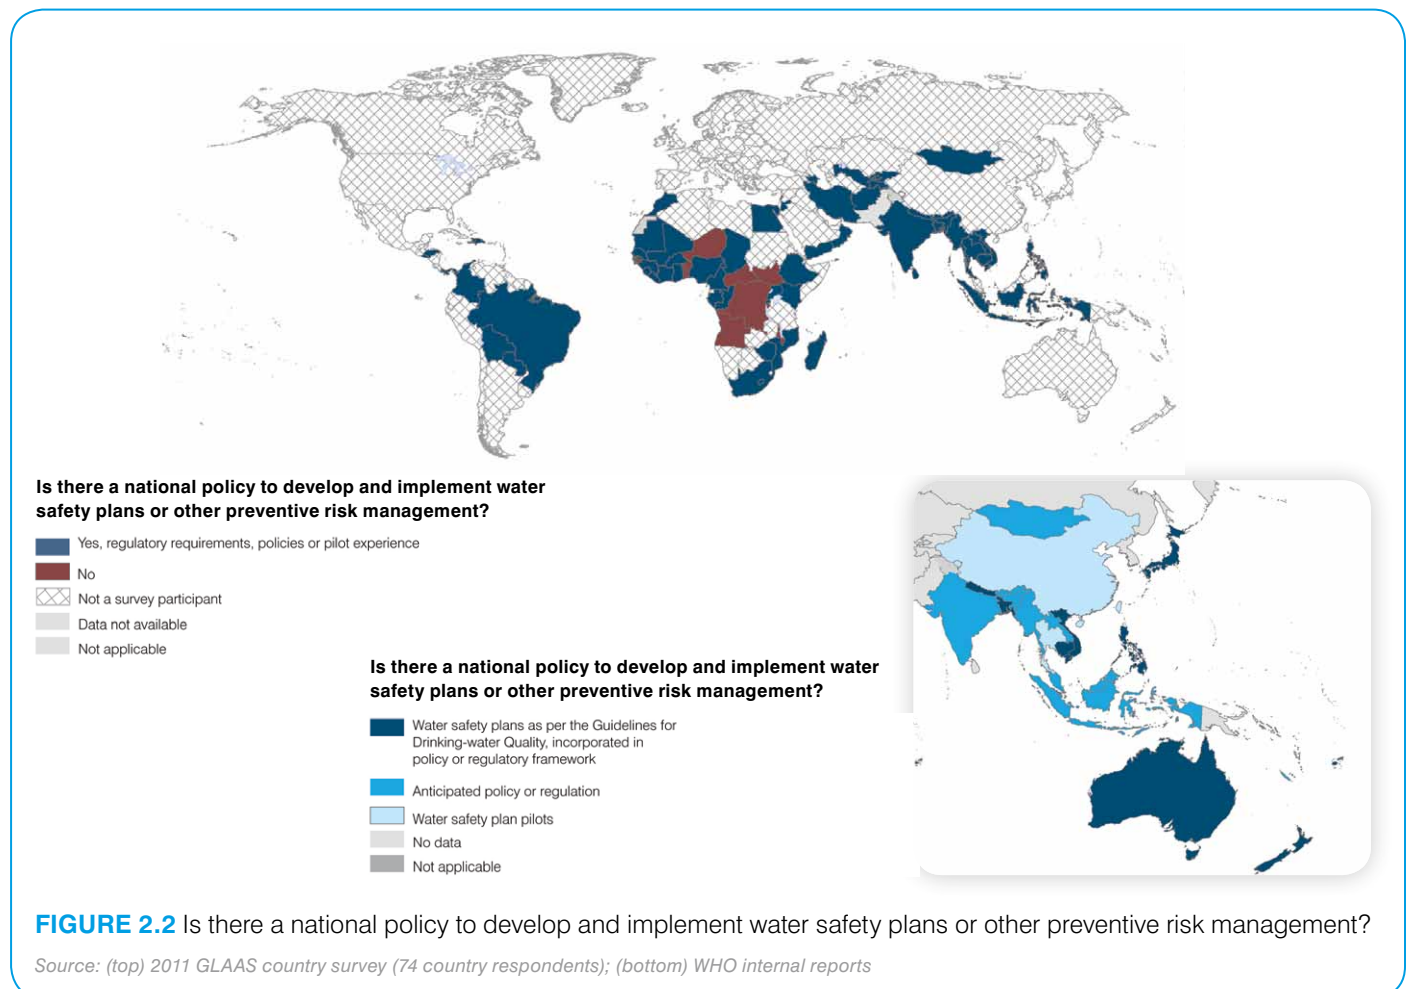 Is there a national policy to develop and implement water
safety plans or other preventive risk management?
Yes, regulatory requirements, policies or pilot experience
No
Not a survey participant
Data not available
Not applicable
Is there a national policy to develop and implement water
safety plans or other preventive risk management?
Water safety plans as per the Guidelines for
Drinking-water Quality, incorporated in
policy or regulatory framework
Anticipated policy or regulation
Water safety plan pilots
No data
Not applicable
FIGURE 2.2 Is there a national policy to develop and implement water safety plans or other preventive risk management?
Source: (top) 2011 GLAAS country survey (74 country respondents); (bottom) WHO internal reports